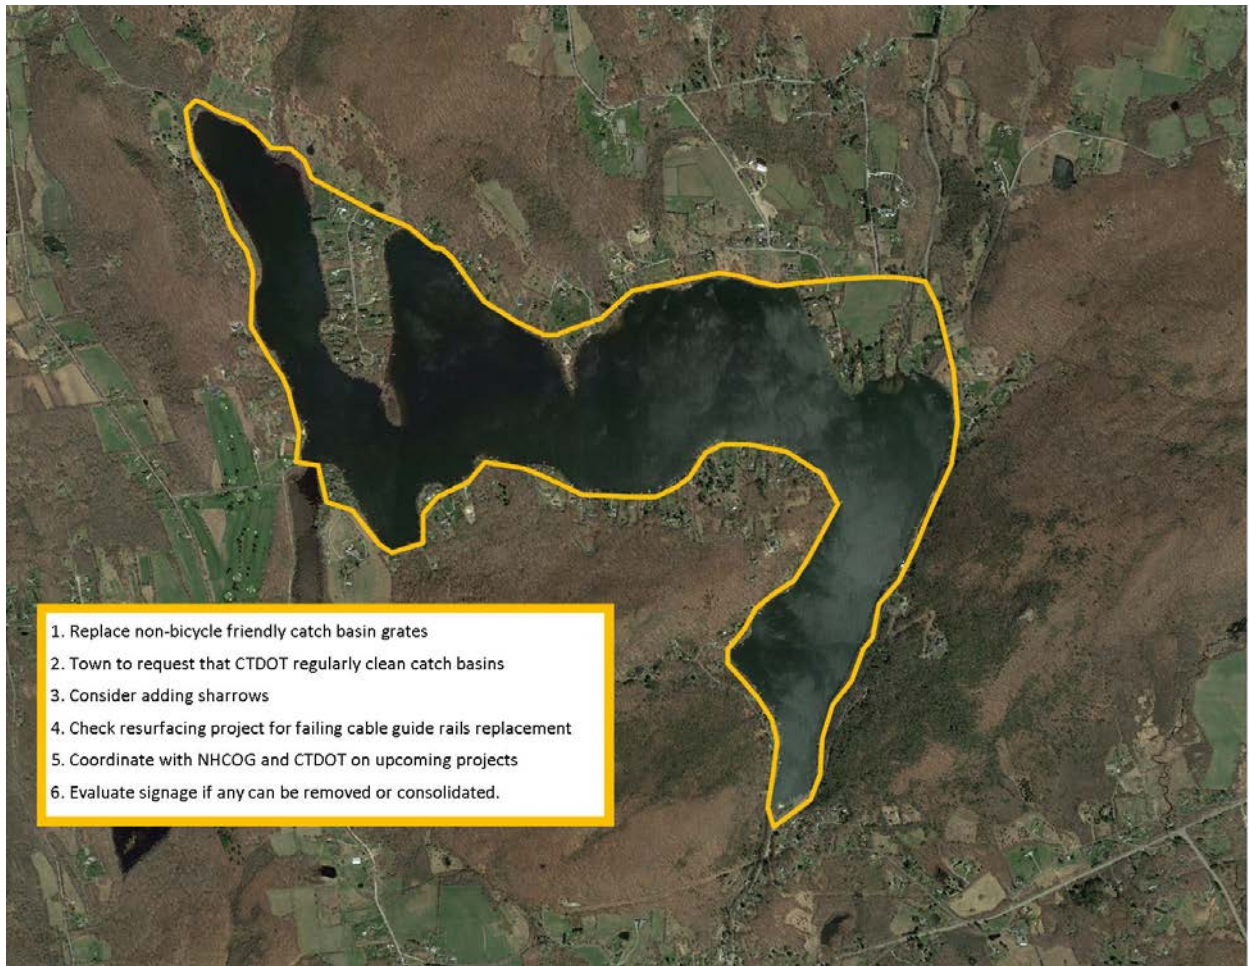 1. Replace non-bicycle friendly catch basin grates
2. Town to request that CTDOT regularly clean catch basins
3. Consider adding sharrows
4. Check resurfacing project for failing cable guide rails replacement
5. Coordinate with NHCOG and CTDOT on upcoming projects
6. Evaluate signage if any can be removed or consolidated.